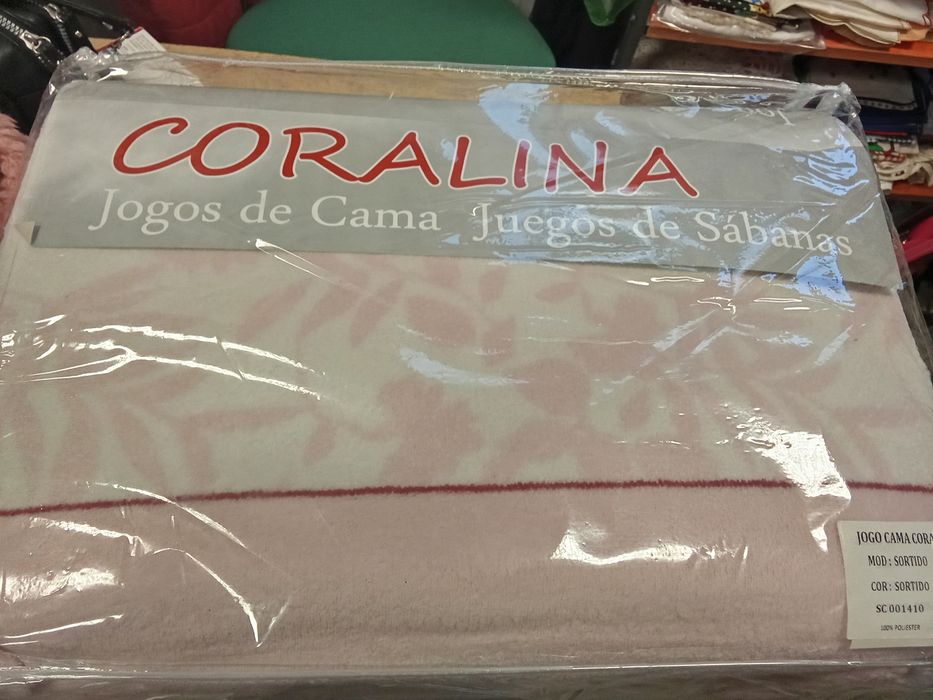 CORALINA
Jogos de Cama Juegos de Sábanas
JOGO CAMA CORA
MOD: SORTIDO
COR: SORTIDO
SC 001410
100% POLIESTER